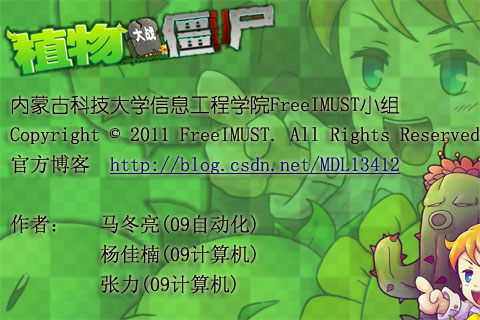 植物大战僵尸
内蒙古科技大学信息工程学院FreeIMUST小组
Copyright © 2011 FreeIMUST. All Rights Reserved
官方博客 http://blog.csdn.net/MDL13412
作者： 马冬亮(09自动化)
杨佳楠(09计算机)
张力(09计算机)